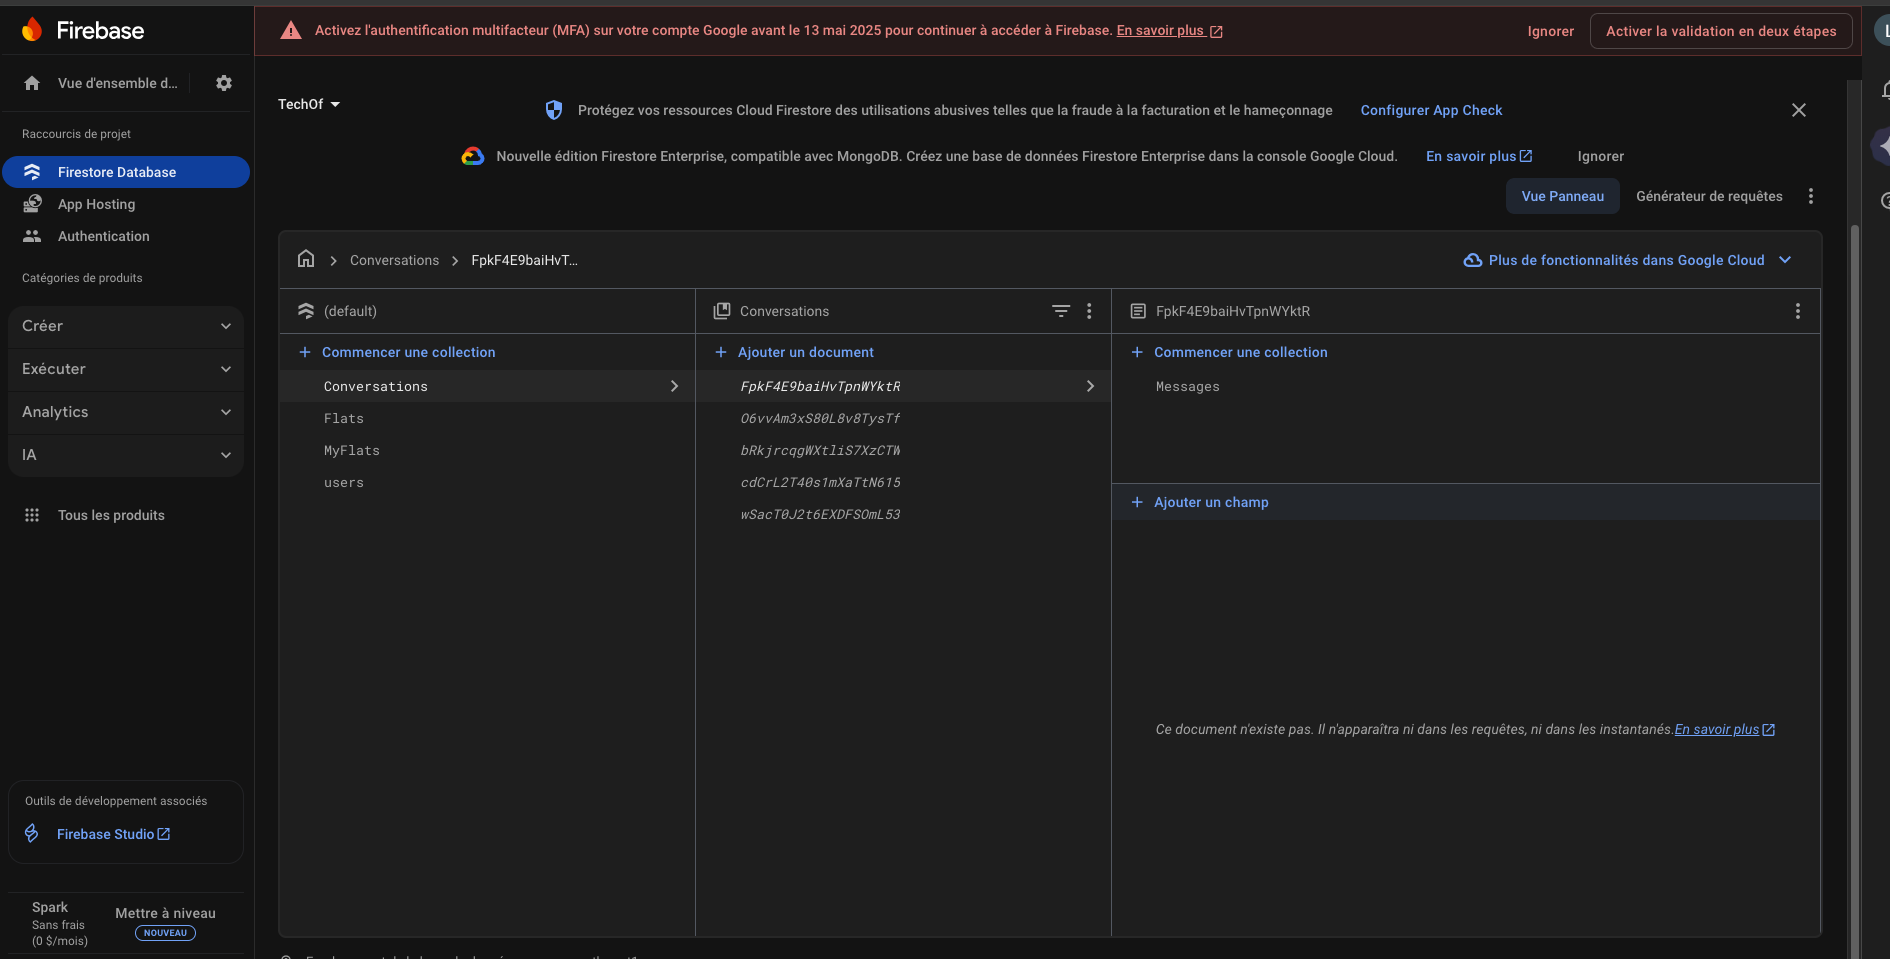 Firebase
Activez l'authentification multifacteur (MFA) sur votre compte Google avant le 13 mai 2025 pour continuer à accéder à Firebase. En savoir plus
Ignorer
Activer la validation en deux étapes
Vue d'ensemble d...
Raccourcis de projet
Firestore Database
App Hosting
Authentication
Catégories de produits
Créer
Exécuter
Analytics
IA
Tous les produits
Outils de développement associés
Firebase Studio
Spark
Sans frais
(0 $/mois)
Mettre à niveau
NOUVEAU
TechOf
Protégez vos ressources Cloud Firestore des utilisations abusives telles que la fraude à la facturation et le hameçonnage
Configurer App Check
Nouvelle édition Firestore Enterprise, compatible avec MongoDB. Créez une base de données Firestore Enterprise dans la console Google Cloud.
En savoir plus
Ignorer
Vue Panneau
Générateur de requêtes
Conversations
FpkF4E9baiHvT...
Plus de fonctionnalités dans Google Cloud
(default)
Commencer une collection
Conversations
Flats
MyFlats
users
Conversations
Ajouter un document
FpkF4E9baiHvTpnWYktR
O6vvAm3xS80L8v8TysTf
bRkjrcqgWXtliS7XzCTW
cdCrL2T40s1mXaTtN615
wSacT0J2t6EXDFSOmL53
FpkF4E9baiHvTpnWYktR
Commencer une collection
Messages
Ajouter un champ
Ce document n'existe pas. Il n'apparaîtra ni dans les requêtes, ni dans les instantanés. En savoir plus